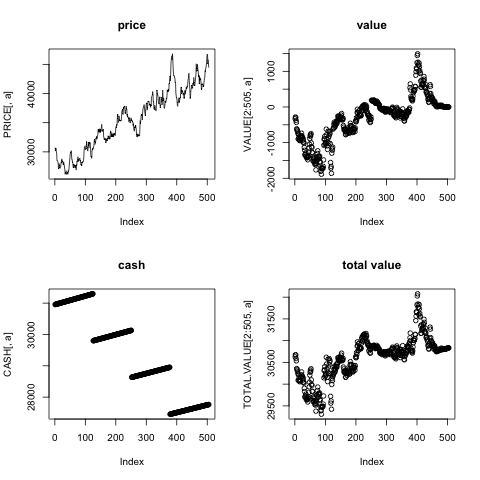 price
PRICE[, a]
30000 40000
0 100 200 300 400 500
Index
value
VALUE[2:505, a]
-2000 -1000 0 1000
0 100 200 300 400 500
Index
cash
CASH[, a]
28000 30000
0 100 200 300 400 500
Index
total value
TOTAL.VALUE[2:505, a]
29500 30500 31500
0 100 200 300 400 500
Index